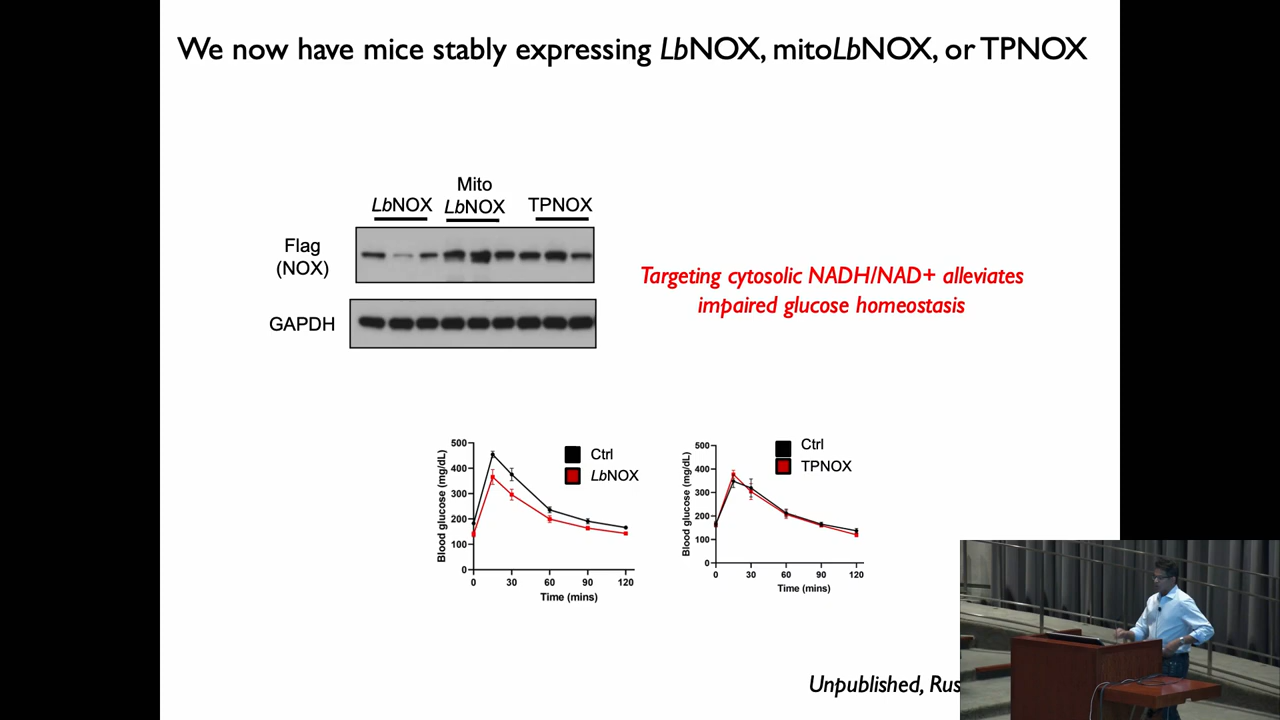 We now have mice stably expressing LbNOX, mitoLbNOX, or TPNOX
Mito
LbNOX
LbNOX
TPNOX
Flag
(NOX)
GAPDH
Targeting cytosolic NADH/NAD+ alleviates
impaired glucose homeostasis
500
400
300
200
100
0
Blood glucose (mg/dL)
Ctrl
LbNOX
0 30 60 90 120
Time (mins)
500
400
300
200
100
0
Blood glucose (mg/dL)
Ctrl
TPNOX
0 30 60 90 120
Time (mins)
Unpublished, Rus